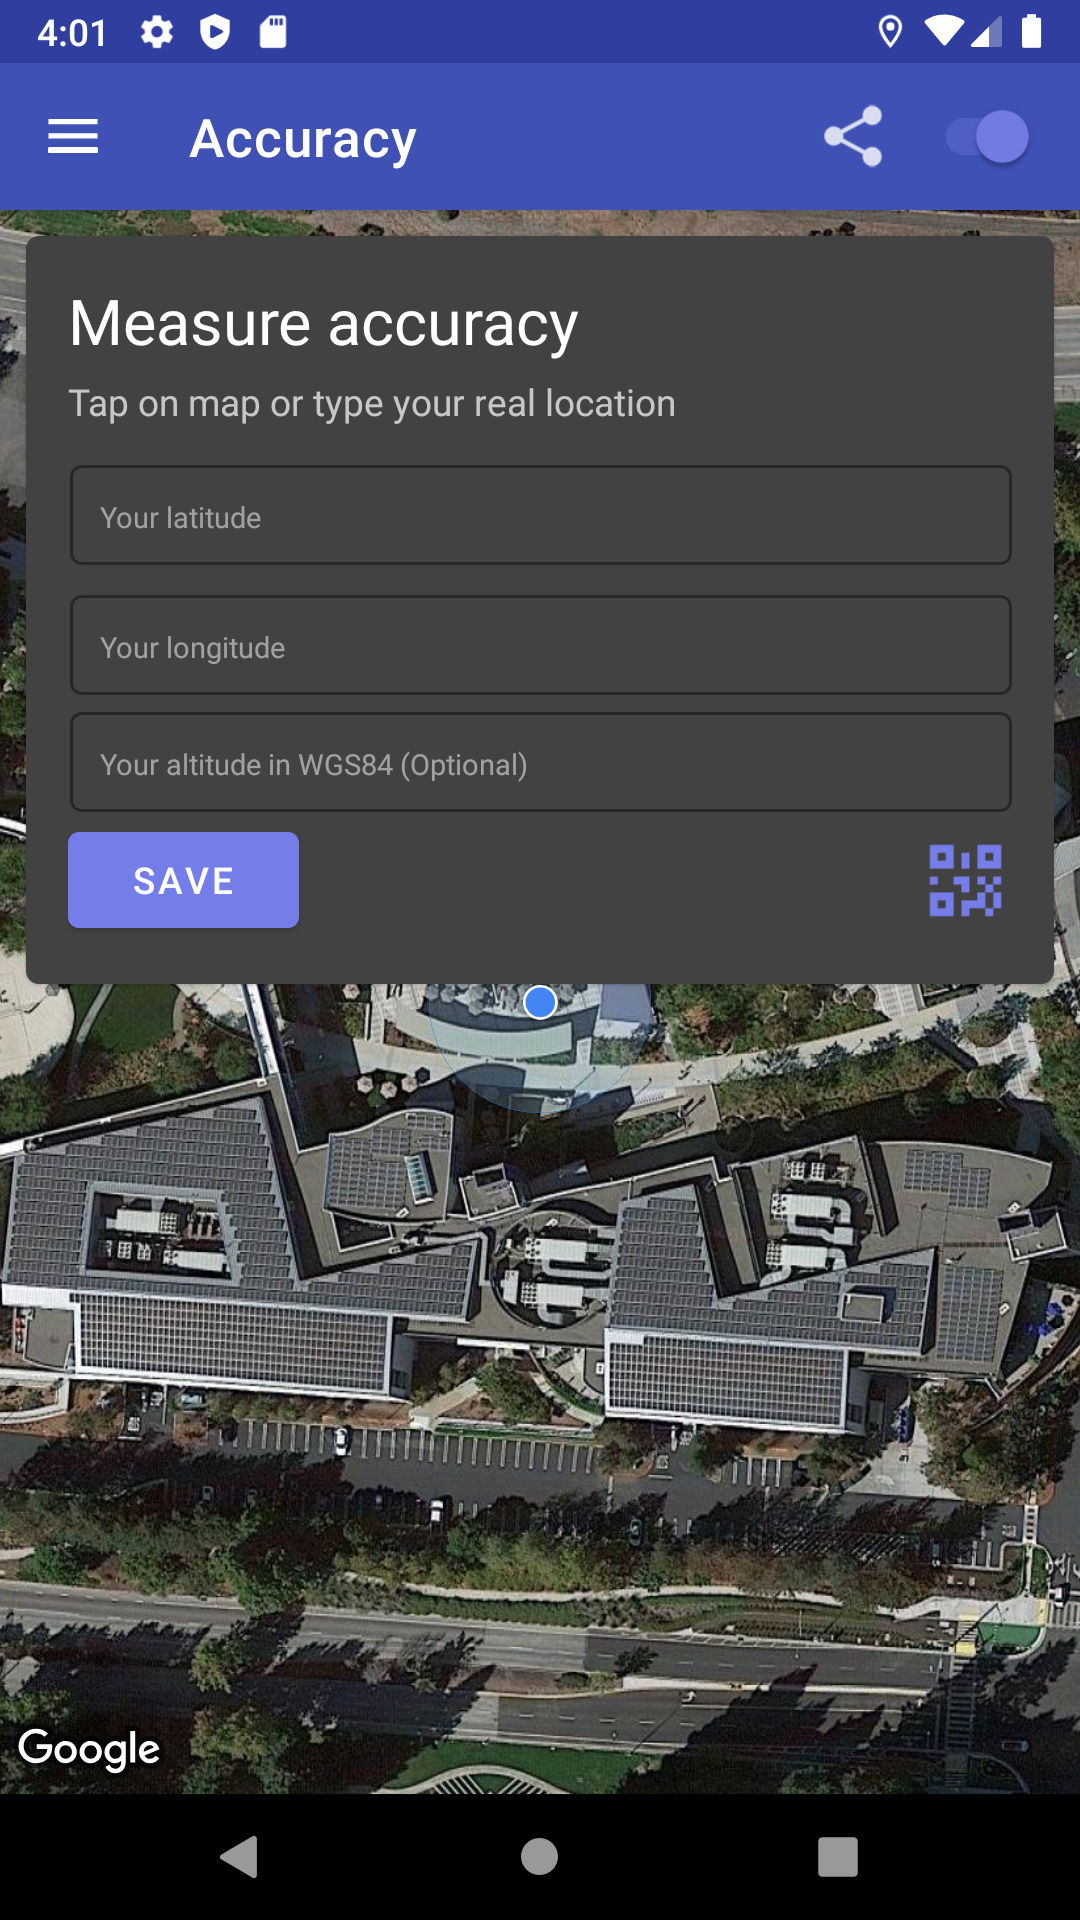 4:01
Accuracy
Measure accuracy
Tap on map or type your real location
Your latitude
Your longitude
Your altitude in WGS84 (Optional)
SAVE
Google